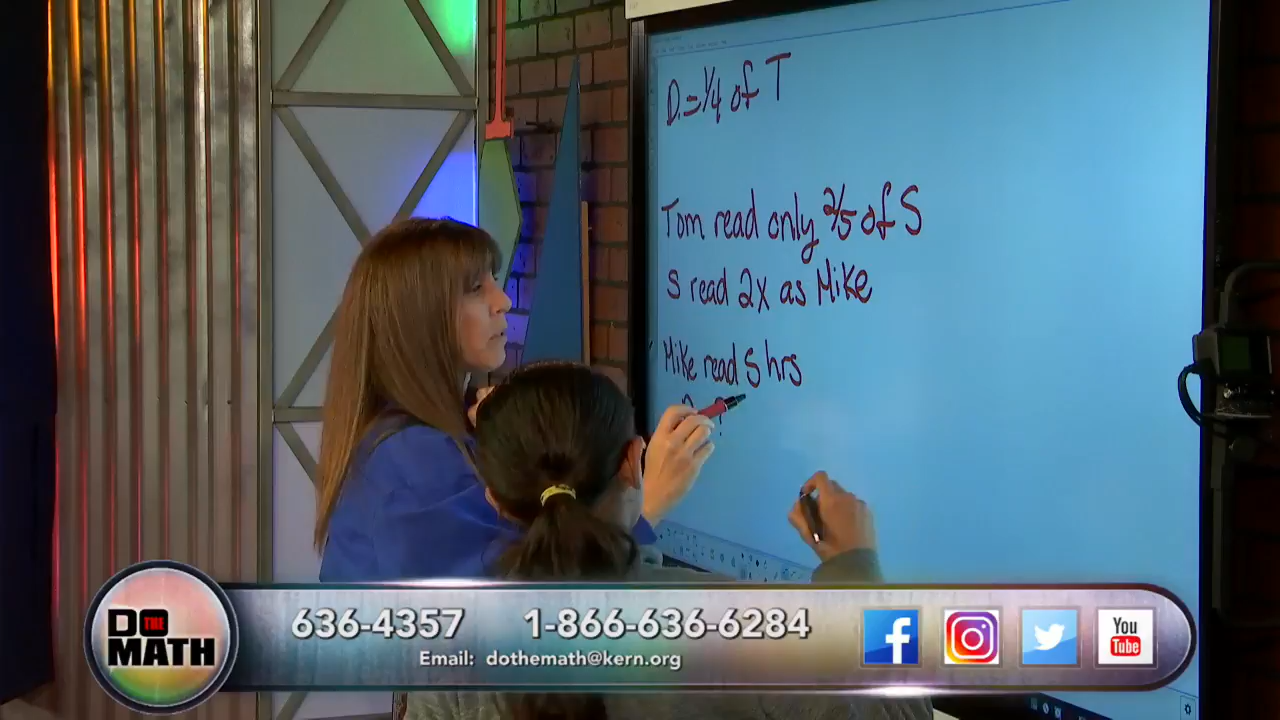 D.=1/4 of T
Tom read only 2/5 of S
S read 2x as Mike
Mike read 5 hrs
?
DO THE MATH
636-4357 1-866-636-6284
Email: dothemath@kern.org
f You Tube